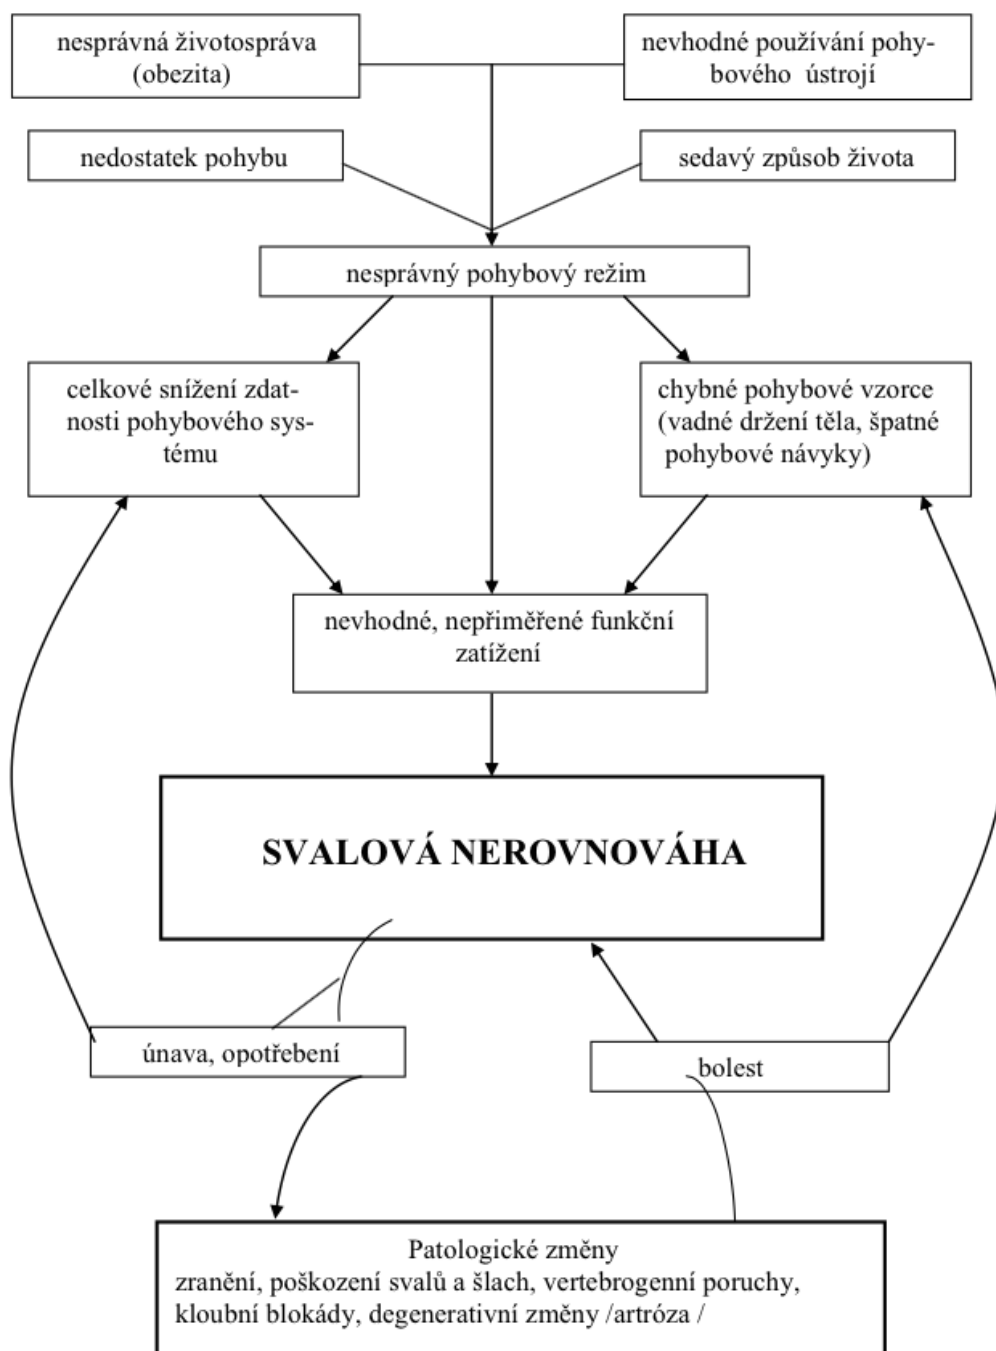 nesprávná životospráva
(obezita)
nevhodné používání pohy-
bového ústrojí
nedostatek pohybu
sedavý způsob života
nesprávný pohybový režim
celkové snížení zdat-
nosti pohybového sys-
tému
chybné pohybové vzorce
(vadné držení těla, špatné
pohybové návyky)
nevhodné, nepřiměřené funkční
zatížení
SVALOVÁ NEROVNOVÁHA
únava, opotřebení
bolest
Patologické změny
zranění, poškození svalů a šlach, vertebrogenní poruchy,
kloubní blokády, degenerativní změny /artróza /